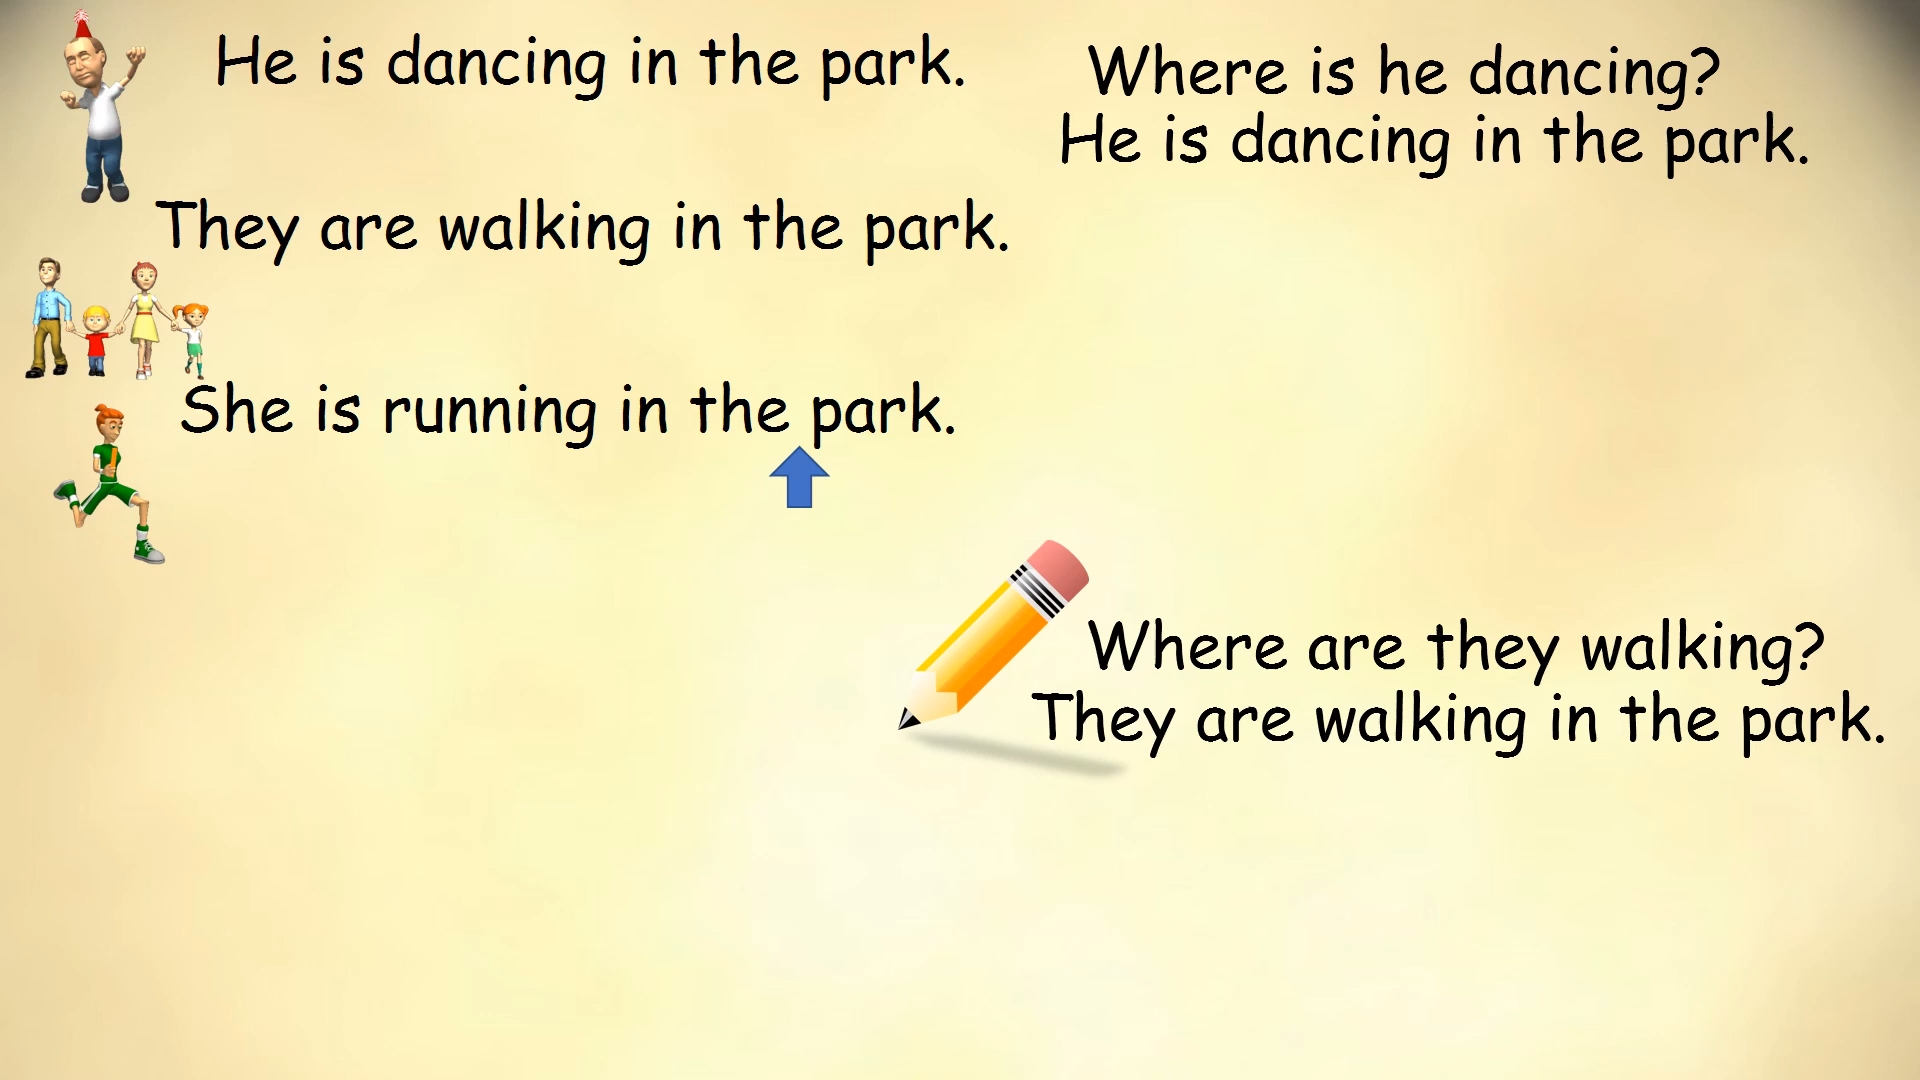 He is dancing in the park.
Where is he dancing?
He is dancing in the park.
They are walking in the park.
She is running in the park.
Where are they walking?
They are walking in the park.